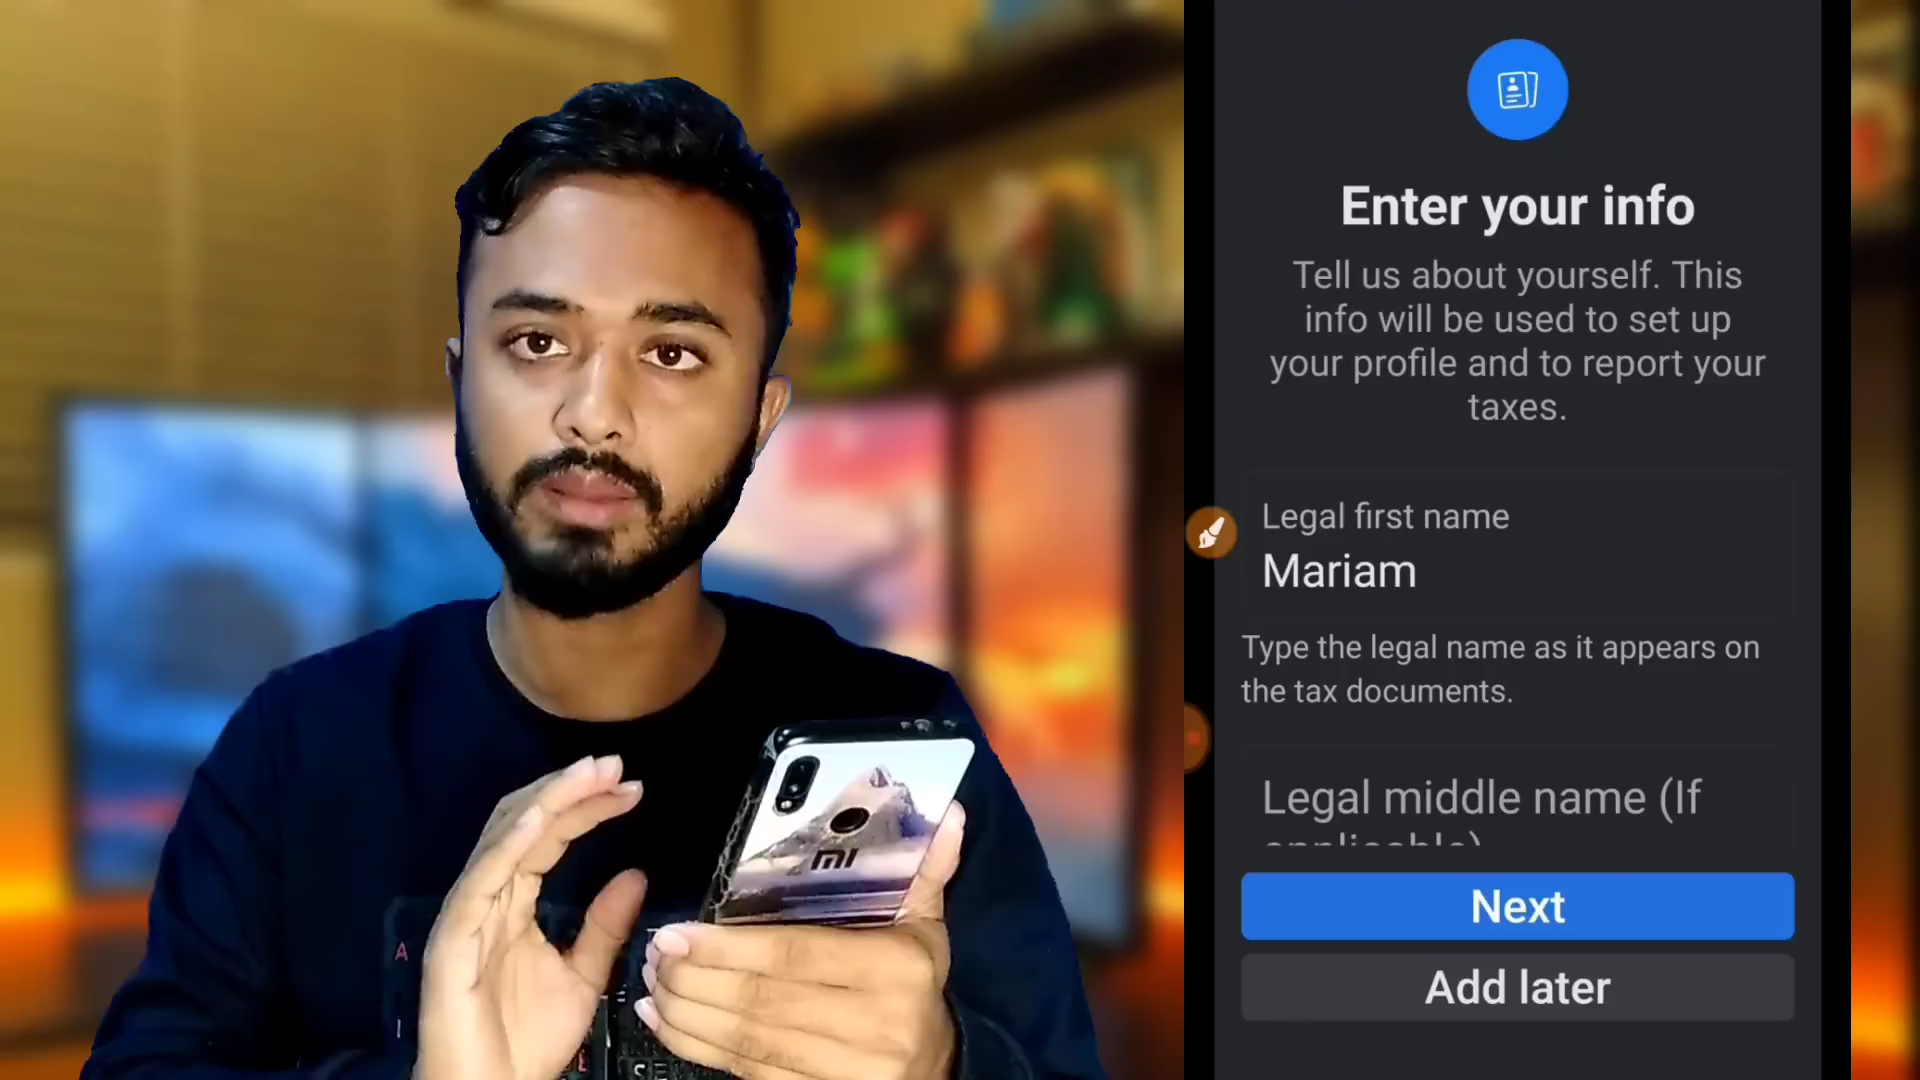 Enter your info
Tell us about yourself. This
info will be used to set up
your profile and to report your
taxes.
Legal first name
Mariam
Type the legal name as it appears on
the tax documents.
Legal middle name (If
applicable)
Next
Add later
mi
A